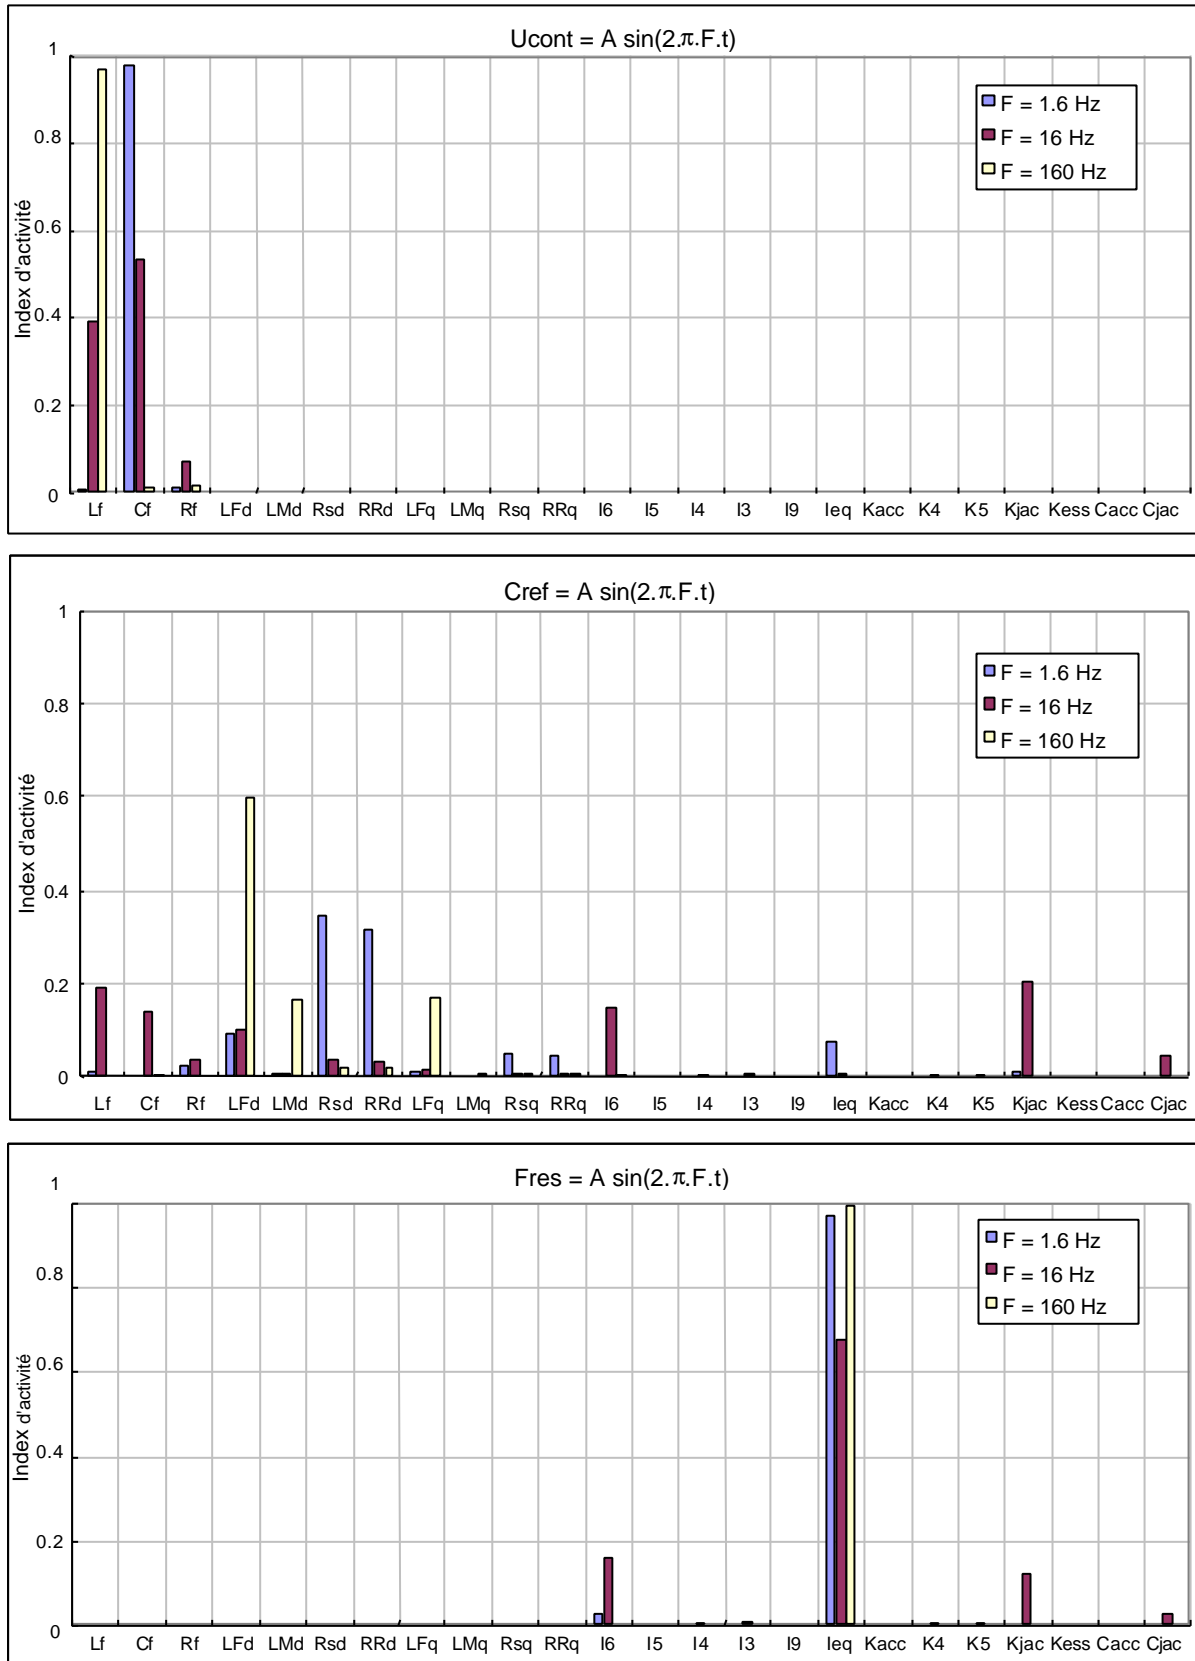 Ucont = A sin(2.π.F.t)
Index d'activité
1
0.8
0.6
0.4
0.2
0
F = 1.6 Hz
F = 16 Hz
F = 160 Hz
Lf Cf Rf LFd LMd Rsd RRd LFq LMq Rsq RRq I6 I5 I4 I3 I9 Ieq Kacc K4 K5 Kjac Kess Cacc Cjac
Cref = A sin(2.π.F.t)
Index d'activité
1
0.8
0.6
0.4
0.2
0
F = 1.6 Hz
F = 16 Hz
F = 160 Hz
Lf Cf Rf LFd LMd Rsd RRd LFq LMq Rsq RRq I6 I5 I4 I3 I9 Ieq Kacc K4 K5 Kjac Kess Cacc Cjac
Fres = A sin(2.π.F.t)
Index d'activité
1
0.8
0.6
0.4
0.2
0
F = 1.6 Hz
F = 16 Hz
F = 160 Hz
Lf Cf Rf LFd LMd Rsd RRd LFq LMq Rsq RRq I6 I5 I4 I3 I9 Ieq Kacc K4 K5 Kjac Kess Cacc Cjac